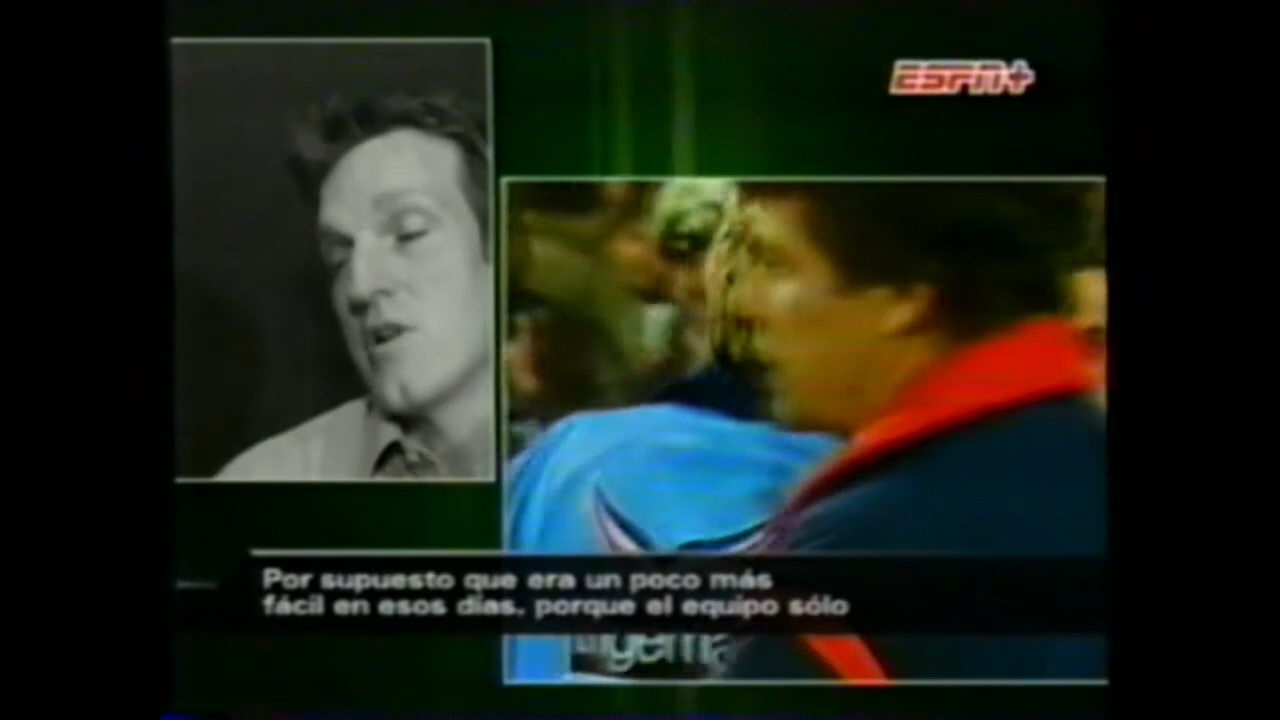 ESPN+
Por supuesto que era un poco más
fácil en esos días, porque el equipo sólo